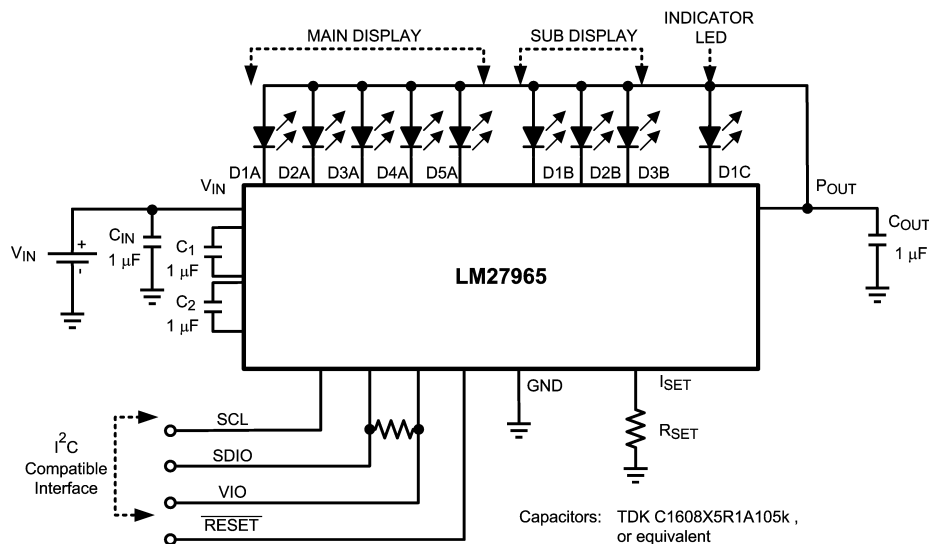 MAIN DISPLAY
SUB DISPLAY
INDICATOR
LED
D1A
D2A
D3A
D4A
D5A
D1B
D2B
D3B
D1C
VIN
POUT
VIN
+
-
CIN
1 µF
C1
1 µF
C2
1 µF
LM27965
COUT
1 µF
GND
ISET
RSET
I²C
Compatible
Interface
SCL
SDIO
VIO
RESET
Capacitors: TDK C1608X5R1A105k ,
or equivalent